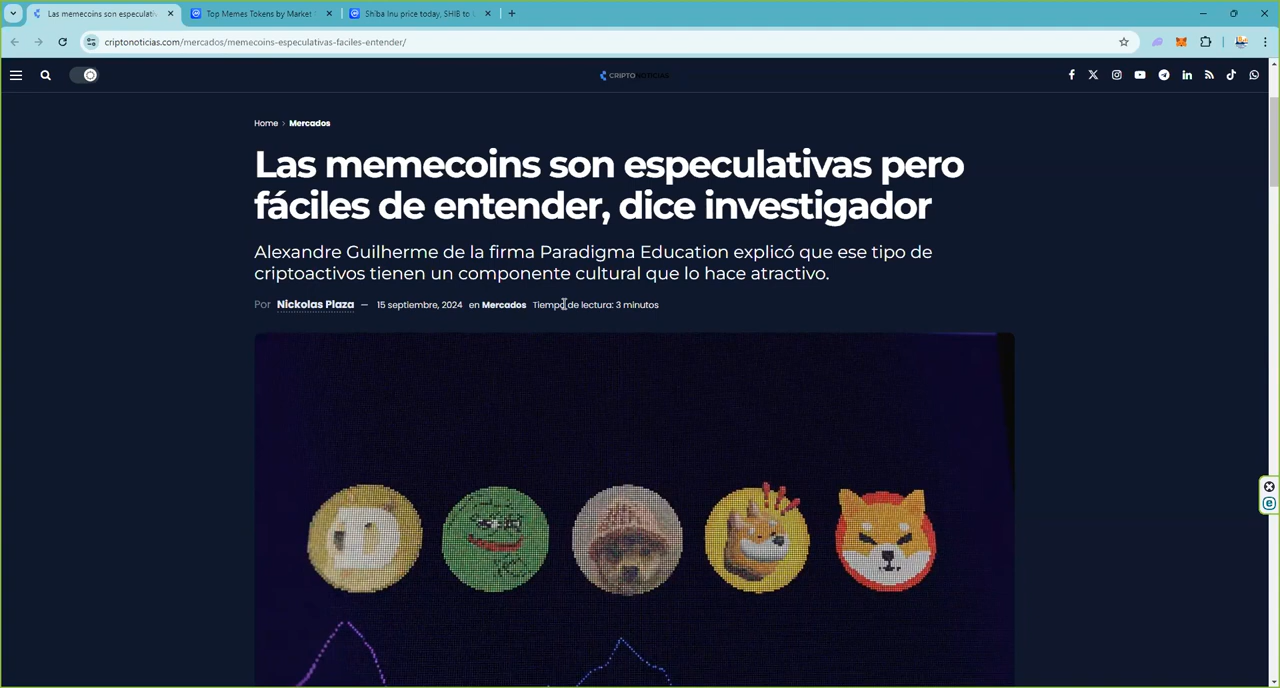 Las memecoins son especulativ
Top Memes Tokens by Market
Shiba Inu price today, SHIB to
criptonoticias.com/mercados/memecoins-especulativas-faciles-entender/
CRIPTONOTICIAS
Home > Mercados
Las memecoins son especulativas pero
fáciles de entender, dice investigador
Alexandre Guilherme de la firma Paradigma Education explicó que ese tipo de
criptoactivos tienen un componente cultural que lo hace atractivo.
Por Nickolas Plaza — 15 septiembre, 2024 en Mercados Tiempo de lectura: 3 minutos